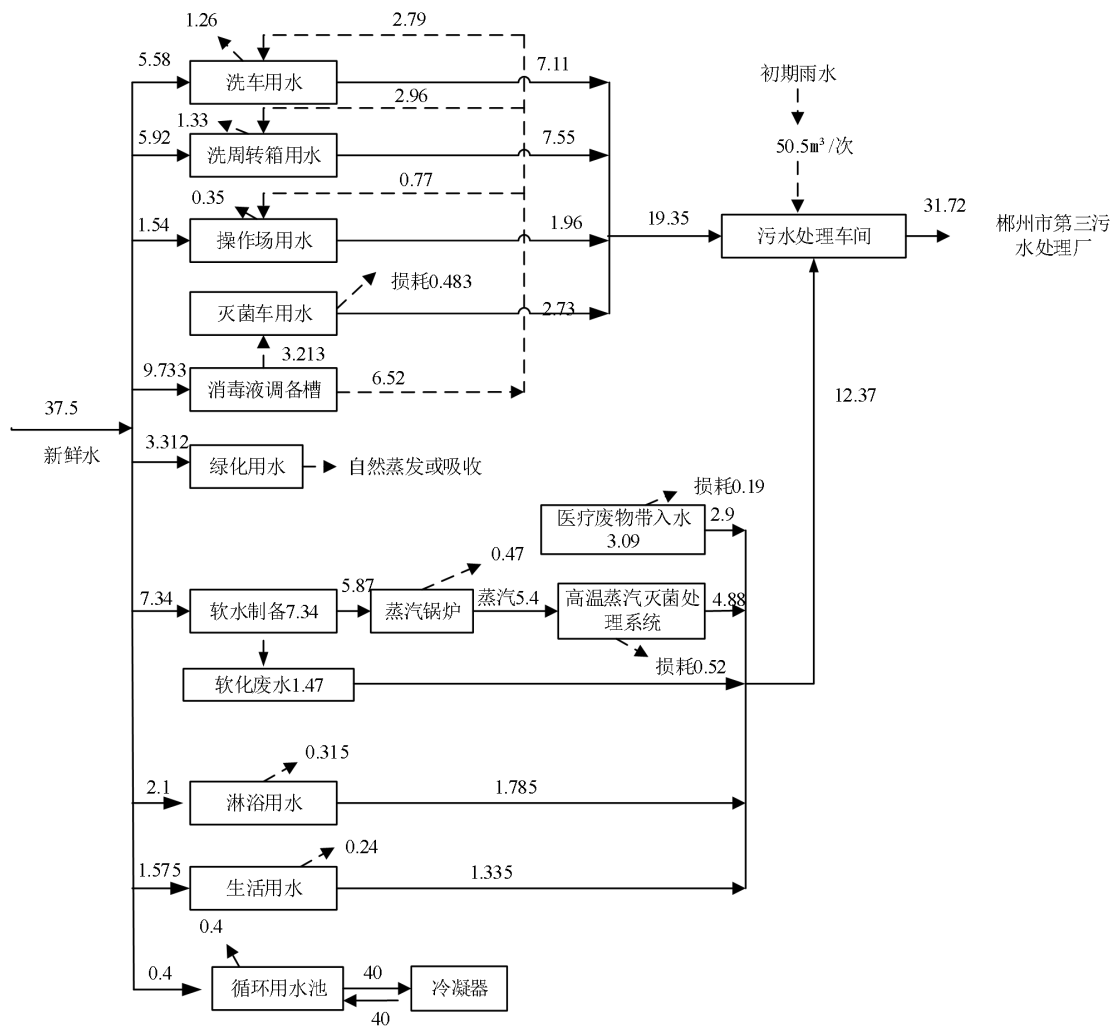 1.26
2.79
5.58
洗车用水
7.11
初期雨水
2.96
1.33
5.92
洗周转箱用水
7.55
50.5m³/次
0.77
0.35
1.54
操作场用水
1.96
19.35
污水处理车间
31.72
郴州市第三污
水处理厂
损耗0.483
灭菌车用水
2.73
3.213
9.733
消毒液调备槽
6.52
12.37
37.5
新鲜水
3.312
绿化用水
自然蒸发或吸收
损耗0.19
医疗废物带入水
3.09
2.9
0.47
7.34
软水制备7.34
5.87
蒸汽锅炉
蒸汽5.4
高温蒸汽灭菌处
理系统
4.88
损耗0.52
软化废水1.47
0.315
2.1
淋浴用水
1.785
0.24
1.575
生活用水
1.335
0.4
0.4
循环用水池
40
冷凝器
40